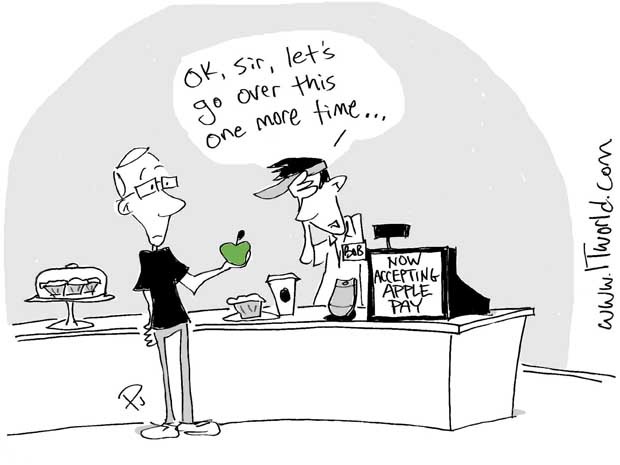 OK, sir, let's
go over this
one more time...
BOB
NOW
ACCEPTING
APPLE
PAY
www.ITworld.com